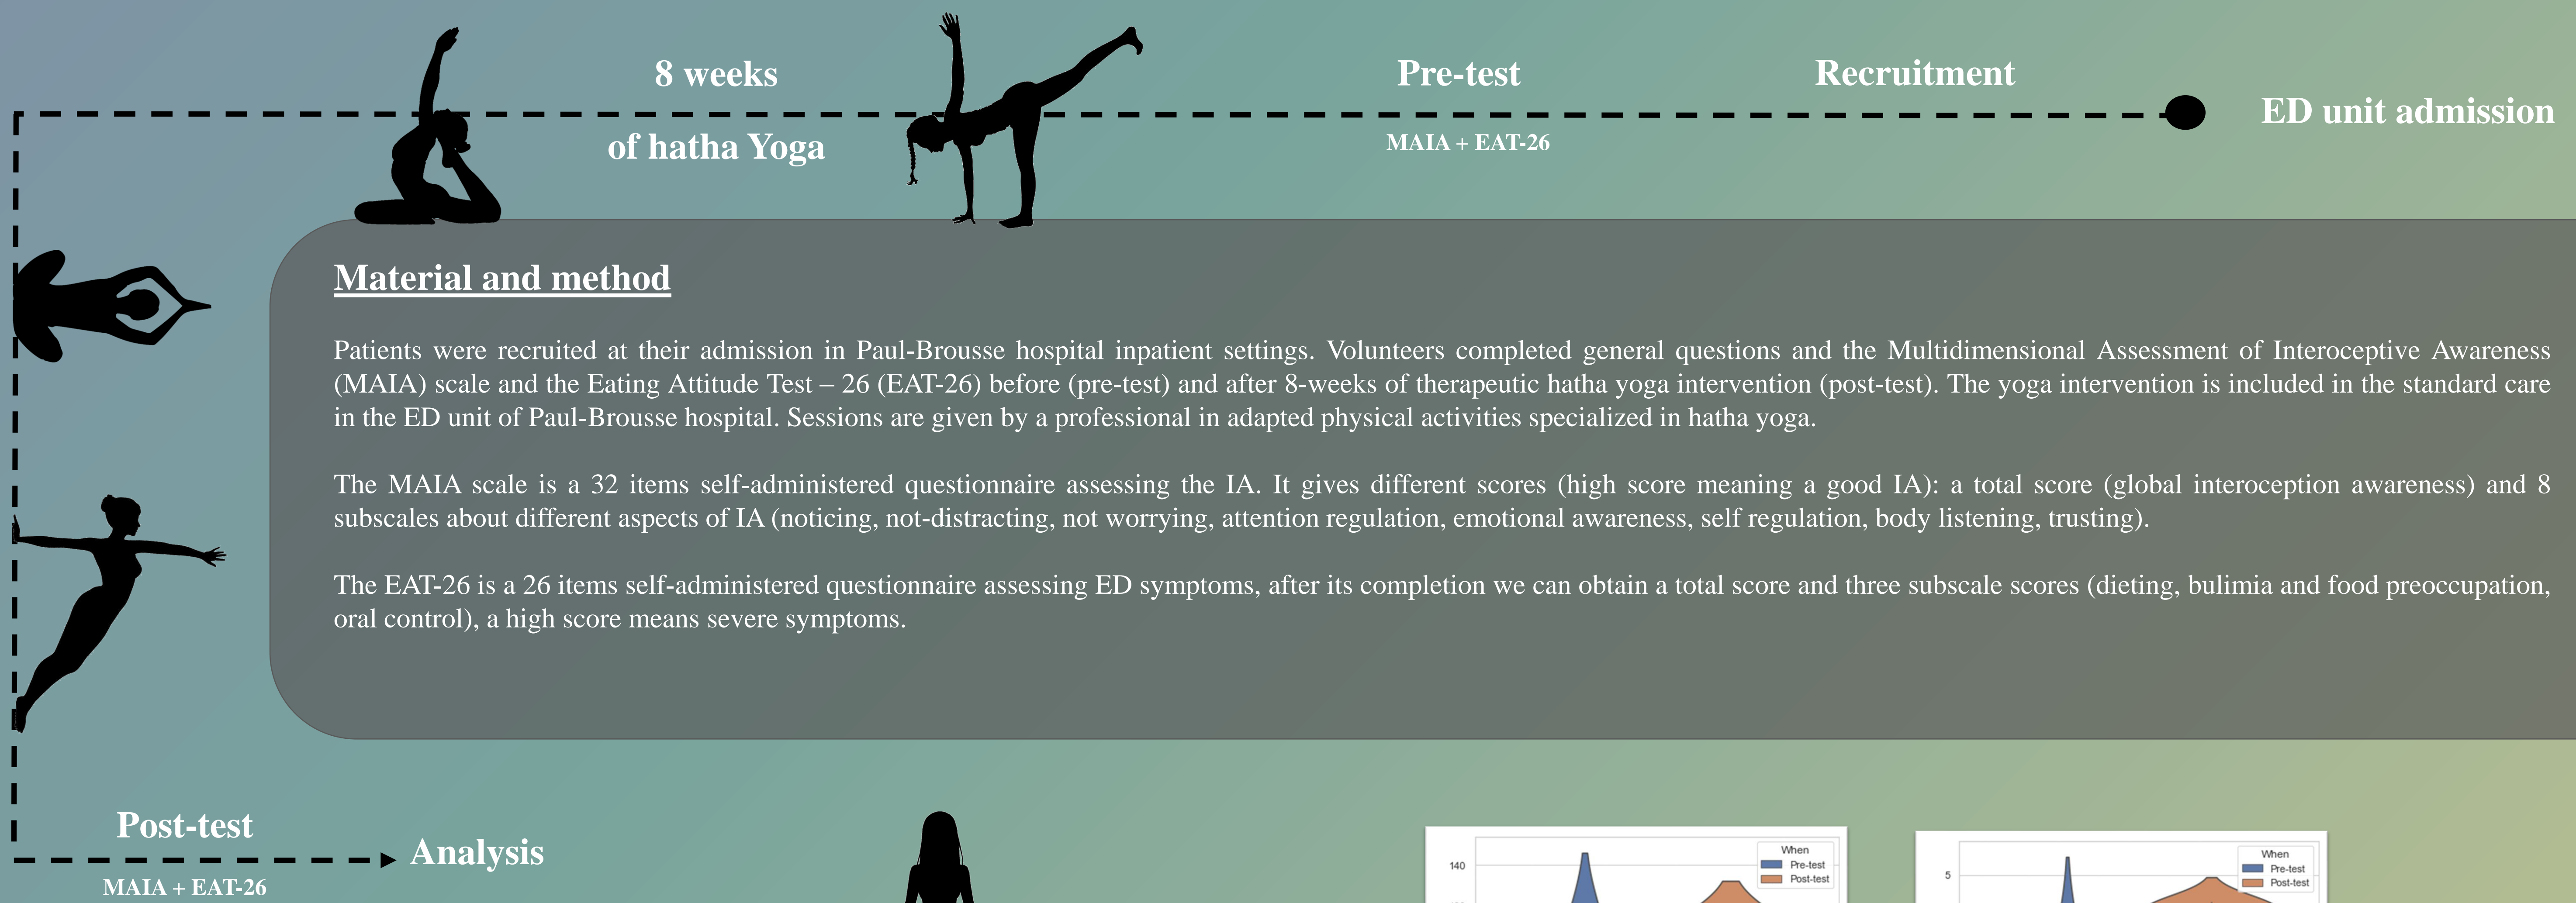 8 weeks
of hatha Yoga
Pre-test
MAIA + EAT-26
Recruitment
ED unit admission
Material and method
Patients were recruited at their admission in Paul-Brousse hospital inpatient settings. Volunteers completed general questions and the Multidimensional Assessment of Interoceptive Awareness
(MAIA) scale and the Eating Attitude Test – 26 (EAT-26) before (pre-test) and after 8-weeks of therapeutic hatha yoga intervention (post-test). The yoga intervention is included in the standard care
in the ED unit of Paul-Brousse hospital. Sessions are given by a professional in adapted physical activities specialized in hatha yoga.
The MAIA scale is a 32 items self-administered questionnaire assessing the IA. It gives different scores (high score meaning a good IA): a total score (global interoception awareness) and 8
subscales about different aspects of IA (noticing, not-distracting, not worrying, attention regulation, emotional awareness, self regulation, body listening, trusting).
The EAT-26 is a 26 items self-administered questionnaire assessing ED symptoms, after its completion we can obtain a total score and three subscale scores (dieting, bulimia and food preoccupation,
oral control), a high score means severe symptoms.
Post-test
MAIA + EAT-26
Analysis
140
When
Pre-test
Post-test
5
When
Pre-test
Post-test